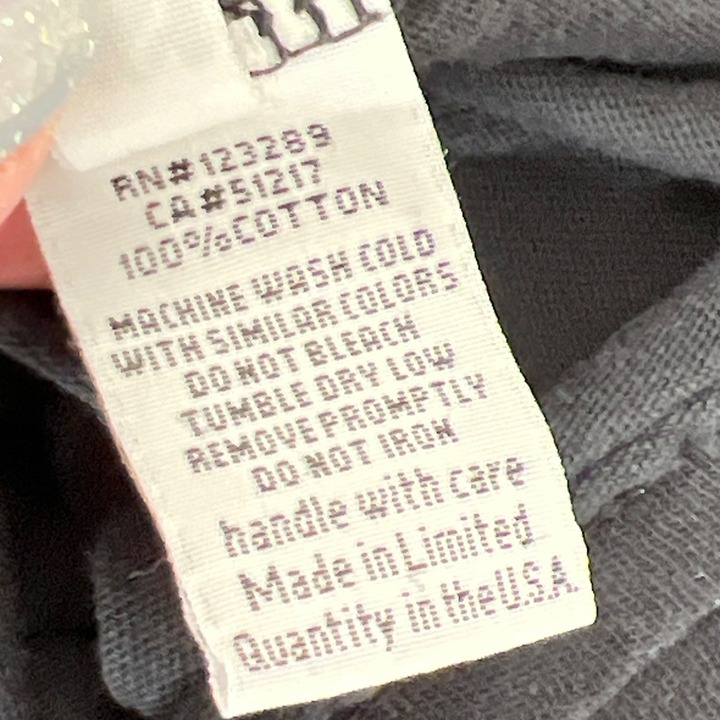 RN#123289
CA#51217
100%COTTON
MACHINE WASH COLD
WITH SIMILAR COLORS
DO NOT BLEACH
TUMBLE DRY LOW
REMOVE PROMPTLY
DO NOT IRON
handle with care
Made in Limited
Quantity in the U.S.A.